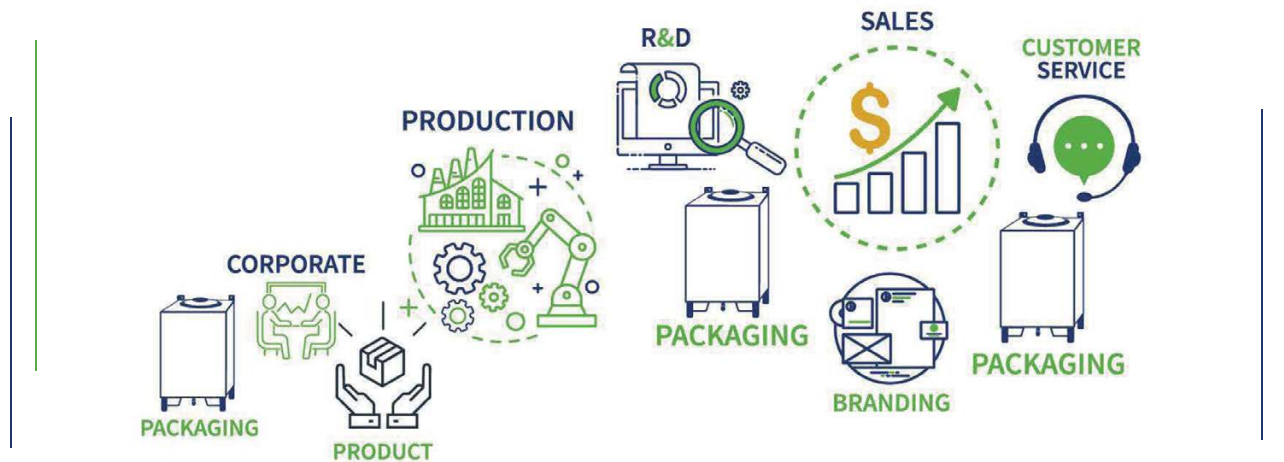 SALES
R&D
CUSTOMER
SERVICE
PRODUCTION
CORPORATE
PACKAGING
PACKAGING
BRANDING
PACKAGING
PRODUCT